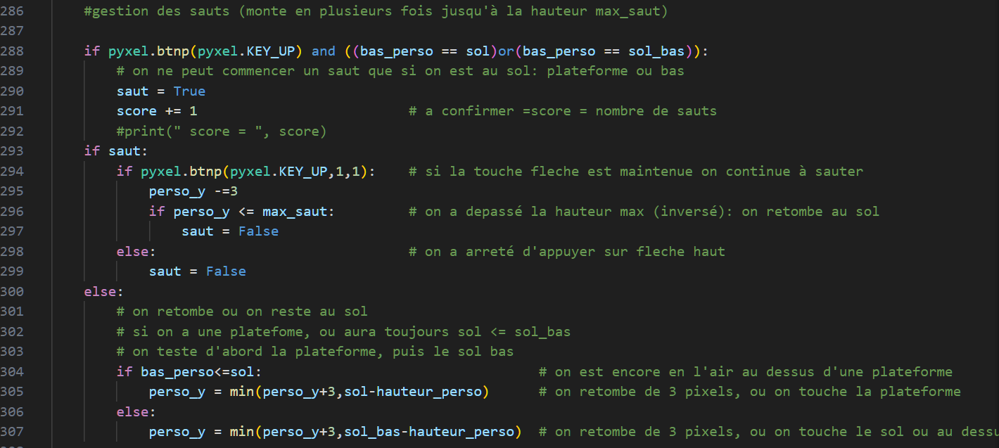 286 #gestion des sauts (monte en plusieurs fois jusqu'à la hauteur max_saut)
287
288 if pyxel.btnp(pyxel.KEY_UP) and ((bas_perso == sol)or(bas_perso == sol_bas)):
289 # on ne peut commencer un saut que si on est au sol: plateforme ou bas
290 saut = True
291 score += 1 # a confirmer =score = nombre de sauts
292 #print(" score = ", score)
293 if saut:
294 if pyxel.btnp(pyxel.KEY_UP,1,1): # si la touche fleche est maintenue on continue à sauter
295 perso_y -=3
296 if perso_y <= max_saut: # on a depassé la hauteur max (inversé): on retombe au sol
297 saut = False
298 else: # on a arreté d'appuyer sur fleche haut
299 saut = False
300 else:
301 # on retombe ou on reste au sol
302 # si on a une platefome, ou aura toujours sol <= sol_bas
303 # on teste d'abord la plateforme, puis le sol bas
304 if bas_perso<=sol: # on est encore en l'air au dessus d'une plateforme
305 perso_y = min(perso_y+3,sol-hauteur_perso) # on retombe de 3 pixels, ou on touche la plateforme
306 else:
307 perso_y = min(perso_y+3,sol_bas-hauteur_perso) # on retombe de 3 pixels, ou on touche le sol ou au dessu